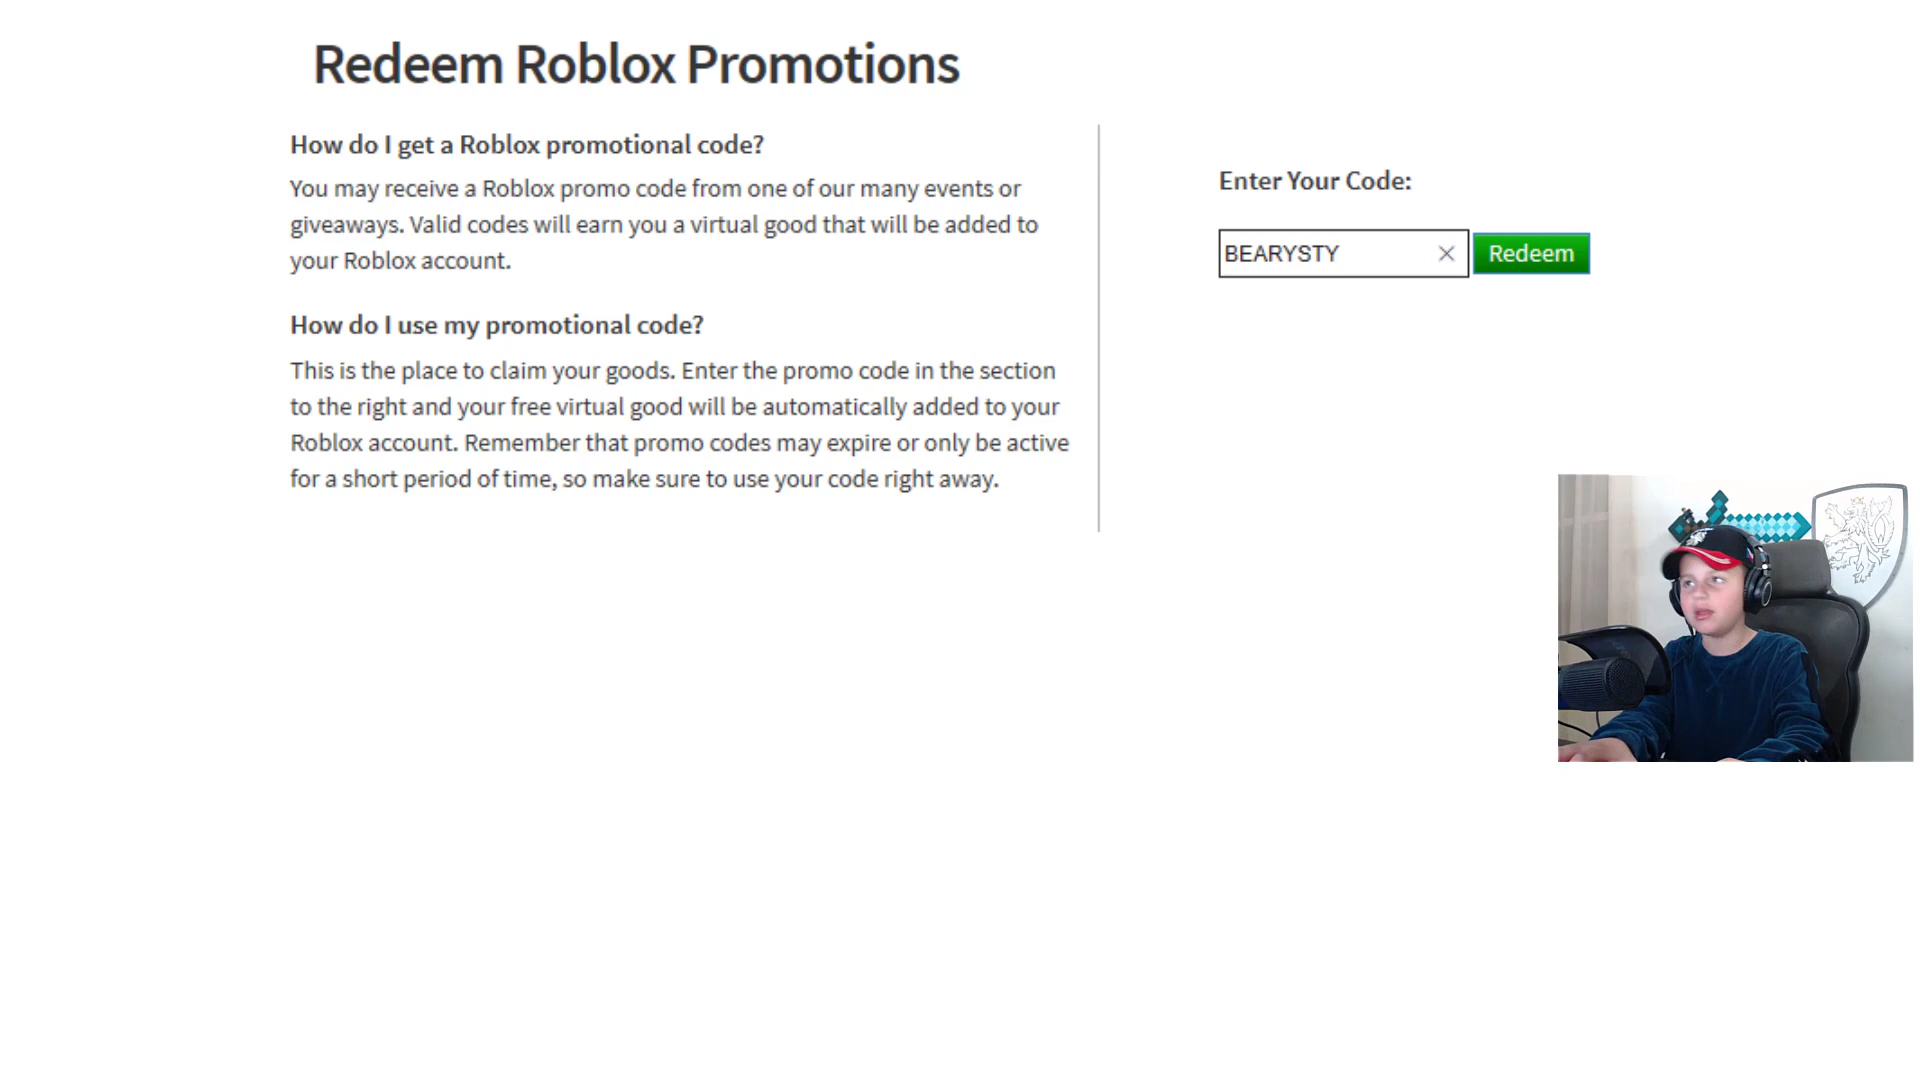 Redeem Roblox Promotions
How do I get a Roblox promotional code?
You may receive a Roblox promo code from one of our many events or
giveaways. Valid codes will earn you a virtual good that will be added to
your Roblox account.
How do I use my promotional code?
This is the place to claim your goods. Enter the promo code in the section
to the right and your free virtual good will be automatically added to your
Roblox account. Remember that promo codes may expire or only be active
for a short period of time, so make sure to use your code right away.
Enter Your Code:
BEARYSTY
Redeem